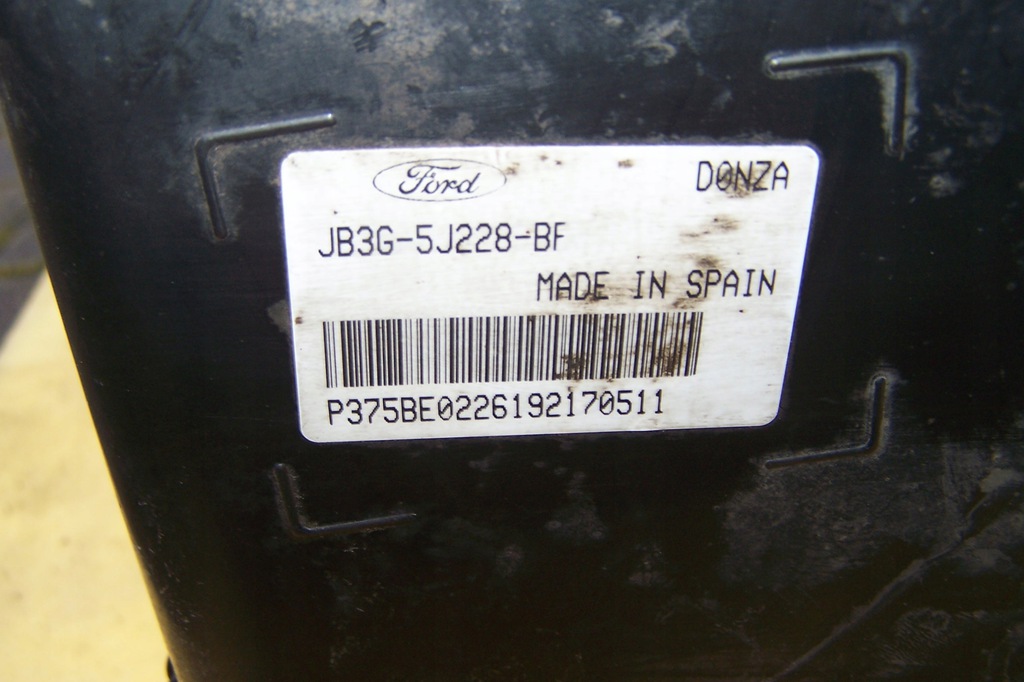 Ford D0NZA
JB3G-5J228-BF
MADE IN SPAIN
P375BE0226192170511